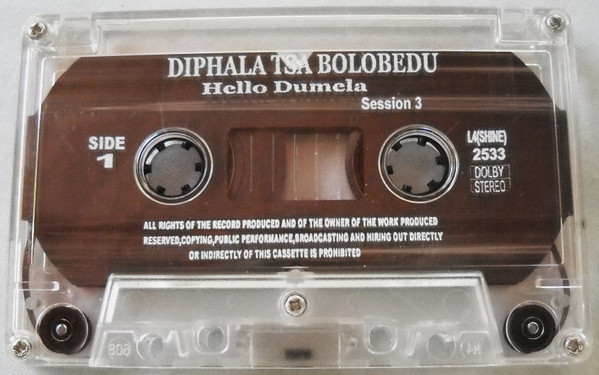 DIPHALA TSA BOLOBEDU
Hello Dumela
Session 3
SIDE
1
L4(SHINE)
2533
DOLBY
STEREO
ALL RIGHTS OF THE RECORD PRODUCED AND OF THE OWNER OF THE WORK PRODUCED
RESERVED,COPYING,PUBLIC PERFORMANCE,BROADCASTING AND HIRING OUT DIRECTLY
OR INDIRECTLY OF THIS CASSETTE IS PROHIBITED